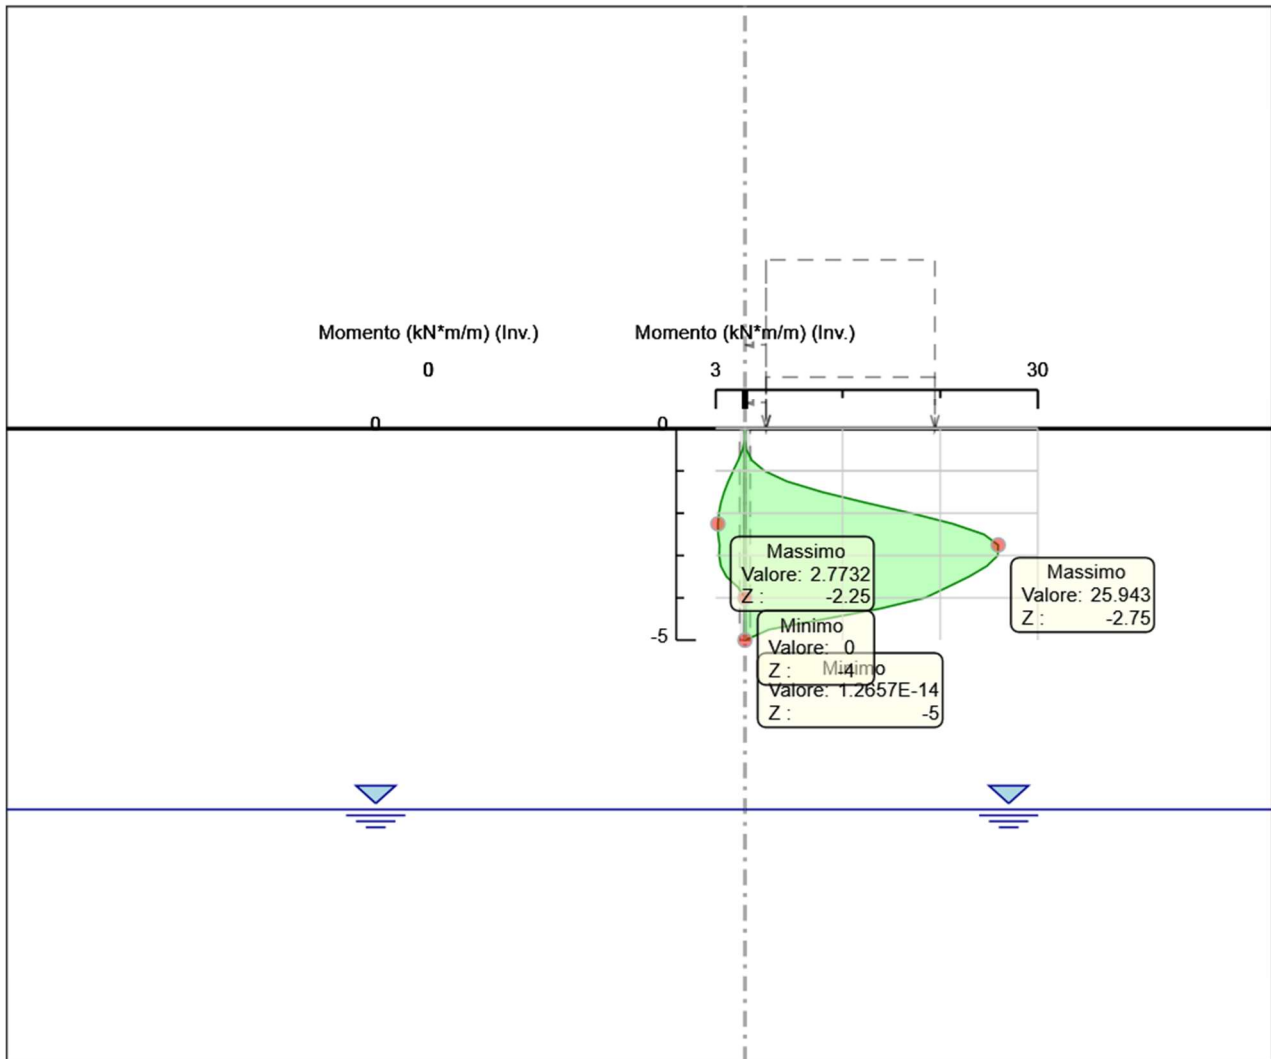 Momento (kN*m/m) (Inv.)
Momento (kN*m/m) (Inv.)
0
3
30
0
0
Massimo
Valore: 2.7732
Z : -2.25
Massimo
Valore: 25.943
Z : -2.75
-5
Minimo
Valore: 0
Z : -4
Minimo
Valore: 1.2657E-14
Z : -5